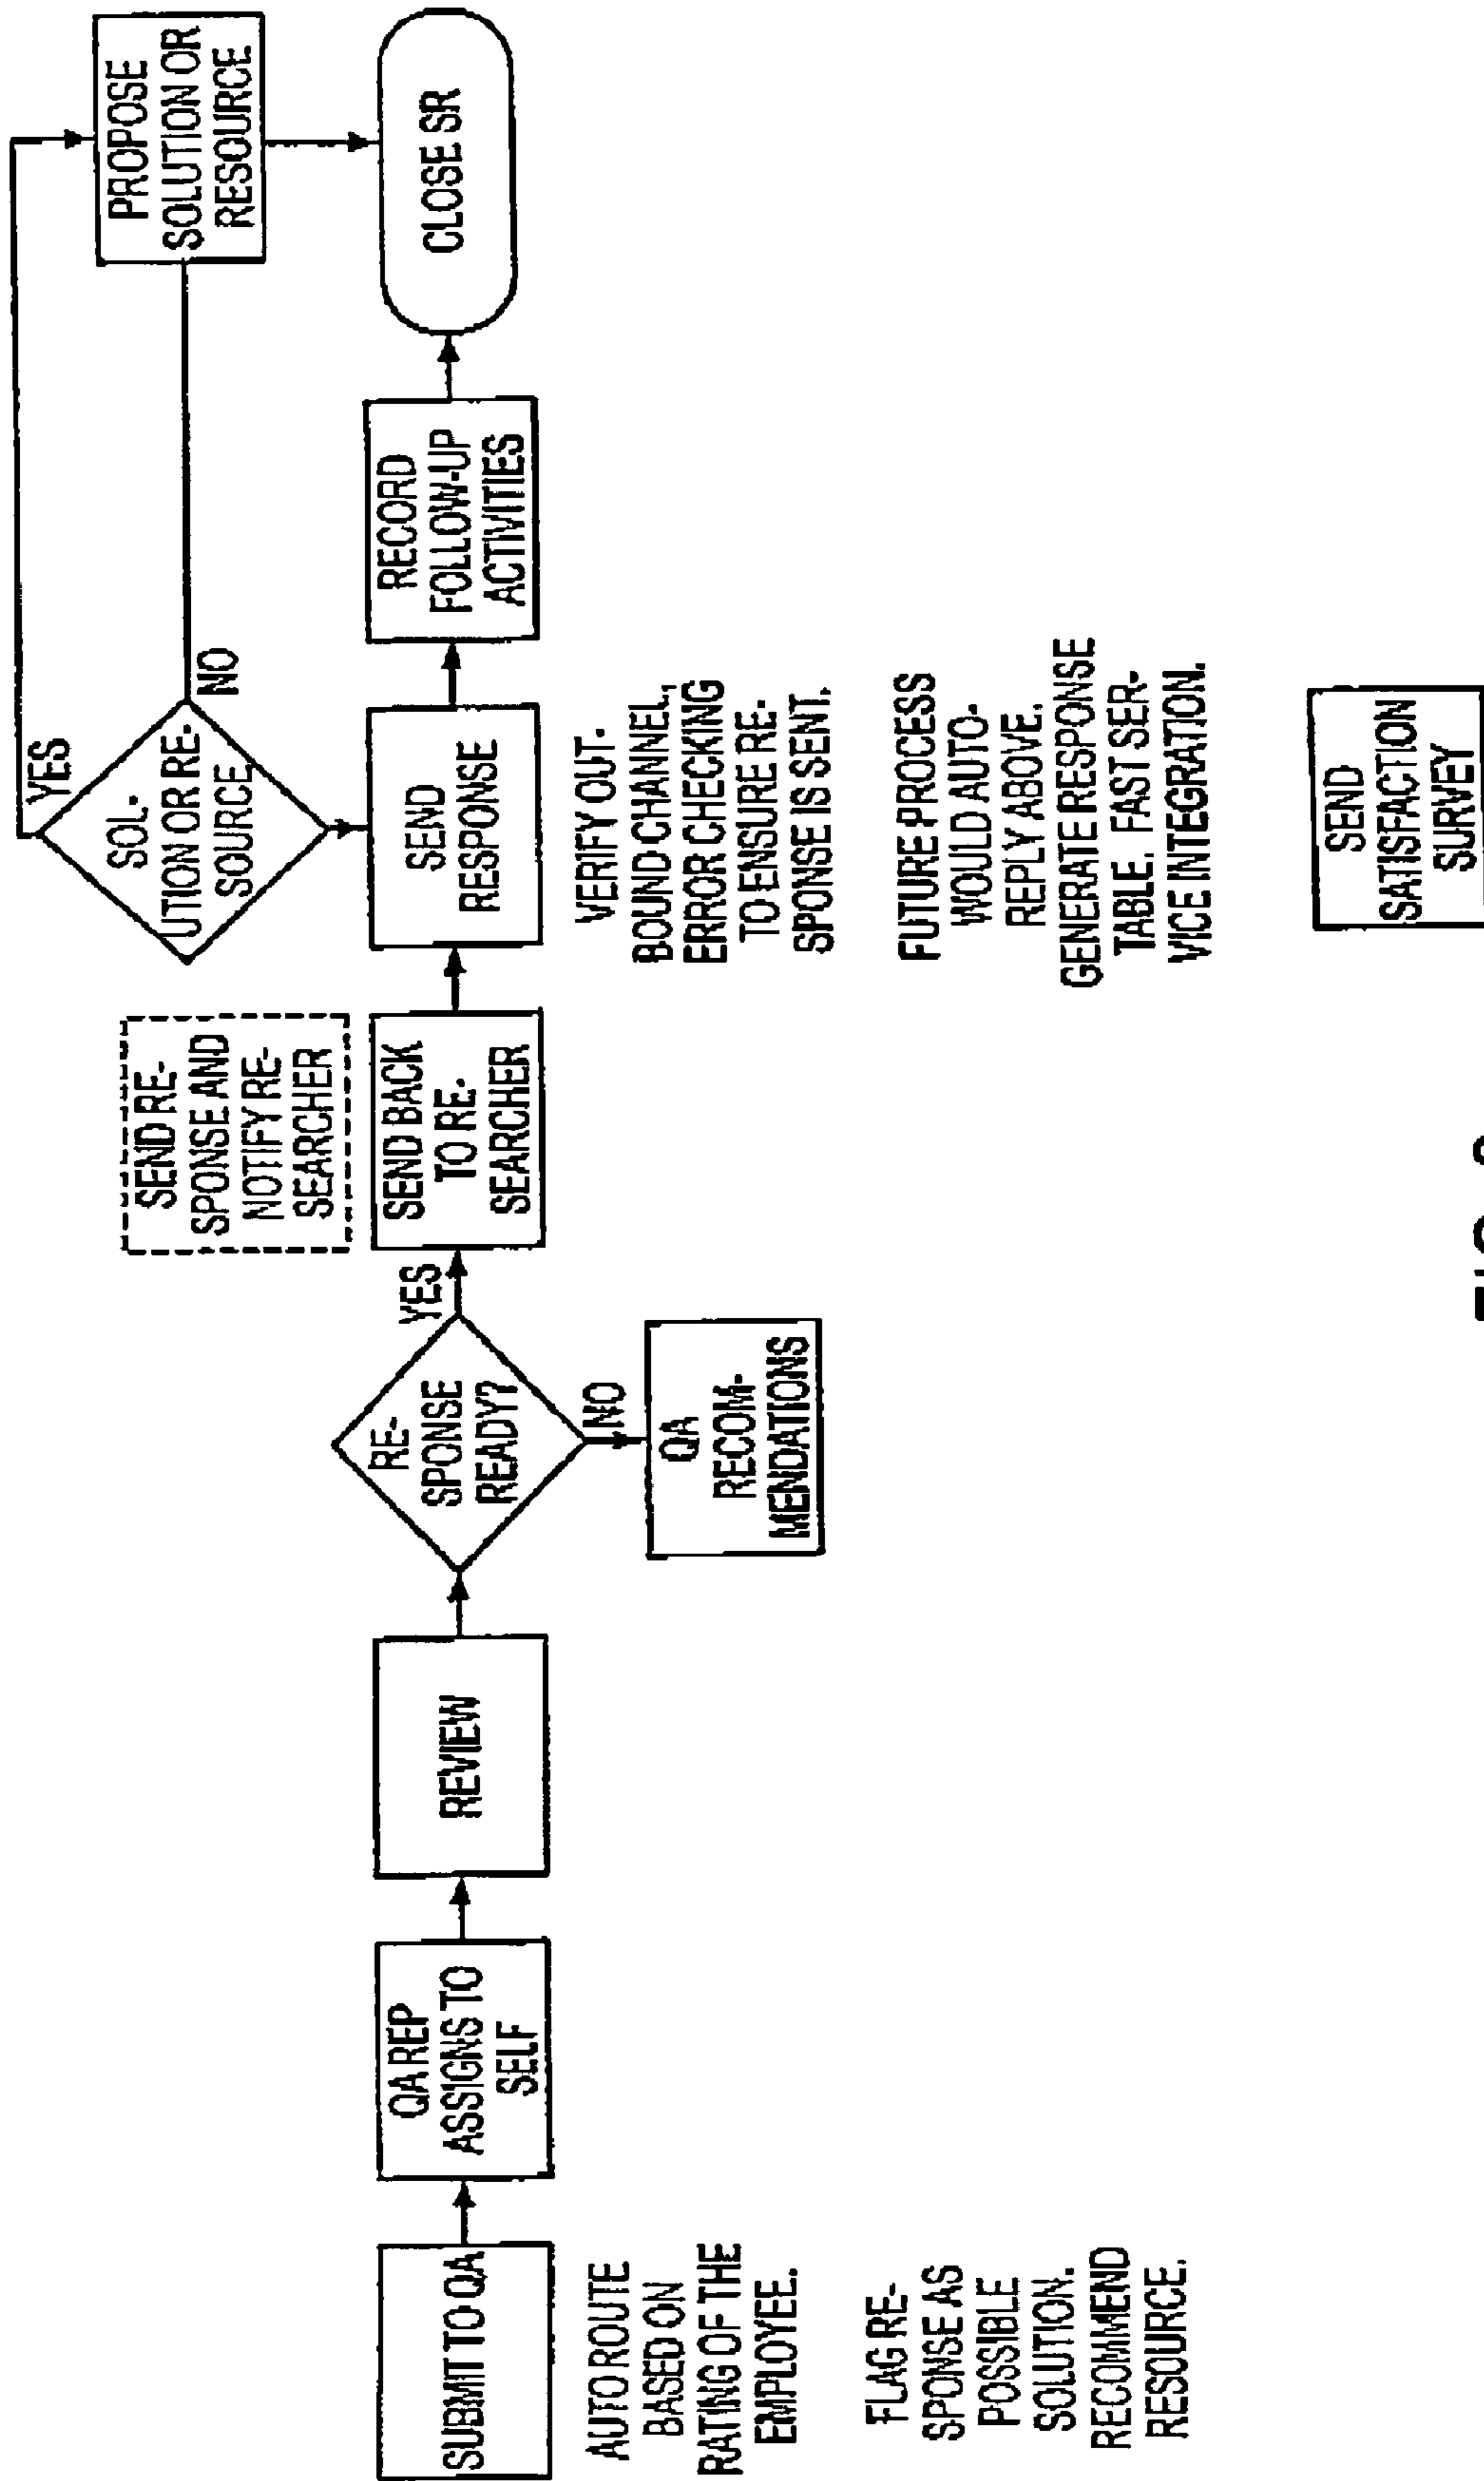 SUBMIT TO QA
AUTO ROUTE
BASED ON
RATING OF THE
EMPLOYEE.
FLAG RE-
SPONSE AS
POSSIBLE
SOLUTION.
RECOMMEND
RESOURCE.
QA REP
ASSIGNS TO
SELF
REVIEW
RE-
SPONSE
READY?
YES
NO
QA
RECOM-
MENDATIONS
SEND RE-
SPONSE AND
NOTIFY RE-
SEARCHER
SEND BACK
TO RE-
SEARCHER
SOL-
UTION OR RE-
SOURCE
YES
NO
SEND
RESPONSE
VERIFY OUT-
BOUND CHANNEL,
ERROR CHECKING
TO ENSURE RE-
SPONSE IS SENT.
FUTURE PROCESS
WOULD AUTO-
REPLY ABOVE.
GENERATE RESPONSE
TABLE. FAST SER-
VICE INTEGRATION.
SEND
SATISFACTION
SURVEY
RECORD
FOLLOW-UP
ACTIVITIES
PROPOSE
SOLUTION OR
RESOURCE
CLOSE SR